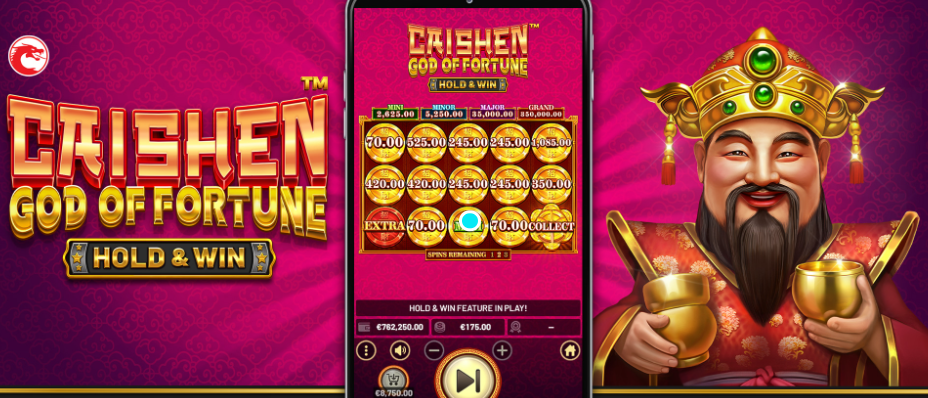 TM
CAISHEN
GOD OF FORTUNE
HOLD & WIN
CAISHEN TM
GOD OF FORTUNE
HOLD & WIN
MINI MINOR MAJOR GRAND
2,625.00 5,250.00 35,000.00 350,000.00
70.00 525.00 245.00 245.00 1,085.00
420.00 420.00 245.00 245.00 350.00
EXTRA 70.00 70.00 COLLECT
SPINS REMAINING 1 2 3
HOLD & WIN FEATURE IN PLAY!
€762,250.00 €175.00 –
€8,750.00